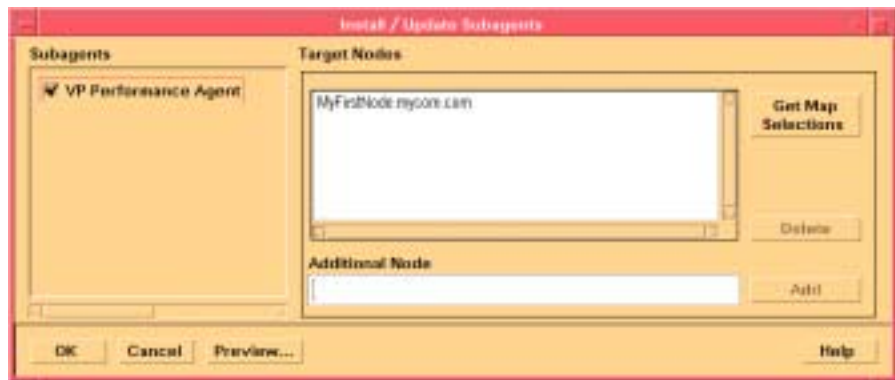 Install / Update Subagents
Subagents
Target Nodes
VP Performance Agent
MyFirstNode.mycom.com
Get Map
Selections
Delete
Additional Node
Add
OK
Cancel
Preview...
Help